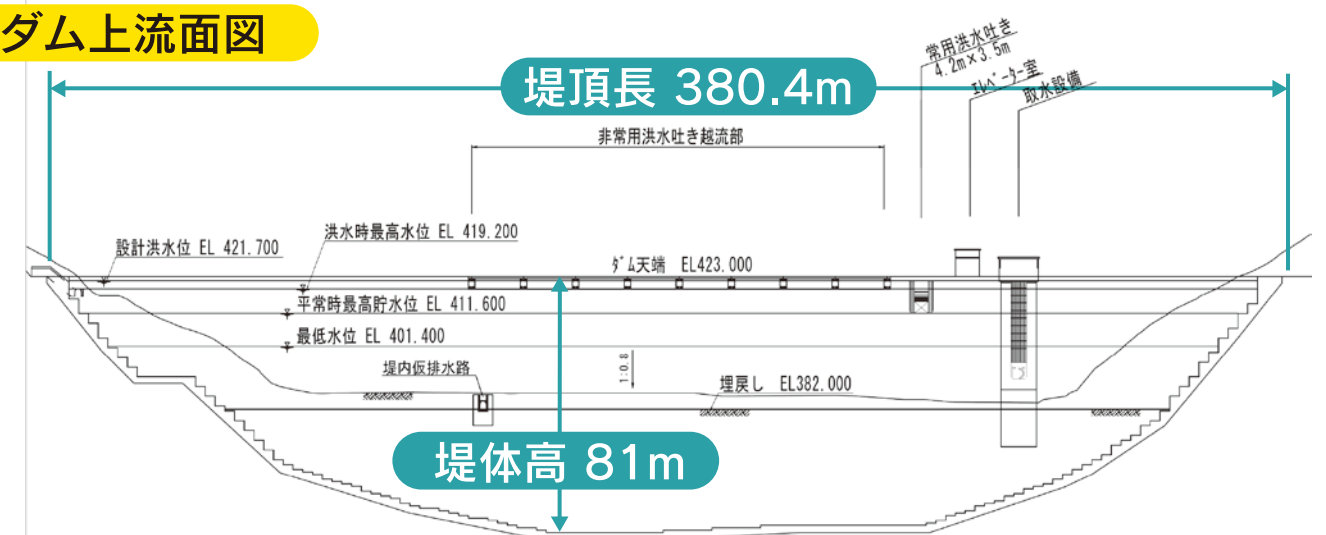 ダム上流面図
堤頂長 380.4m
常用洪水吐き
4.2m×3.5m
ｴﾚﾍﾞｰﾀｰ室
取水設備
非常用洪水吐き越流部
設計洪水位 EL 421.700
洪水時最高水位 EL 419.200
ﾀﾞﾑ天端 EL423.000
平常時最高貯水位 EL 411.600
最低水位 EL 401.400
堤内仮排水路
1:0.8
埋戻し EL382.000
堤体高 81m